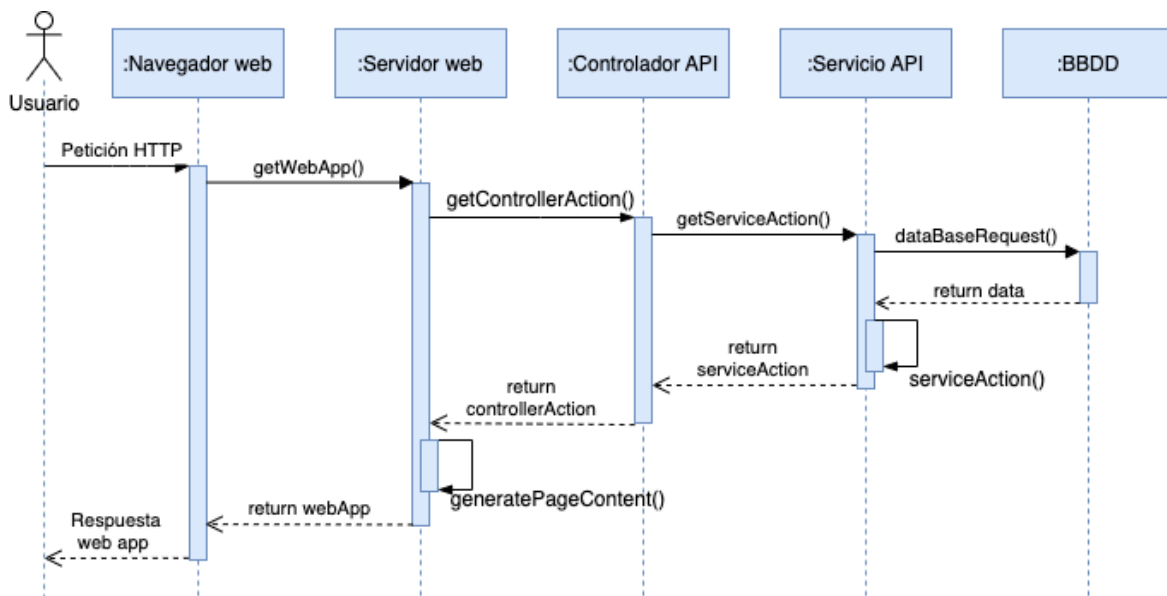 Usuario
:Navegador web
:Servidor web
:Controlador API
:Servicio API
:BBDD
Petición HTTP
getWebApp()
getControllerAction()
getServiceAction()
dataBaseRequest()
return data
serviceAction()
return
serviceAction
return
controllerAction
generatePageContent()
return webApp
Respuesta
web app